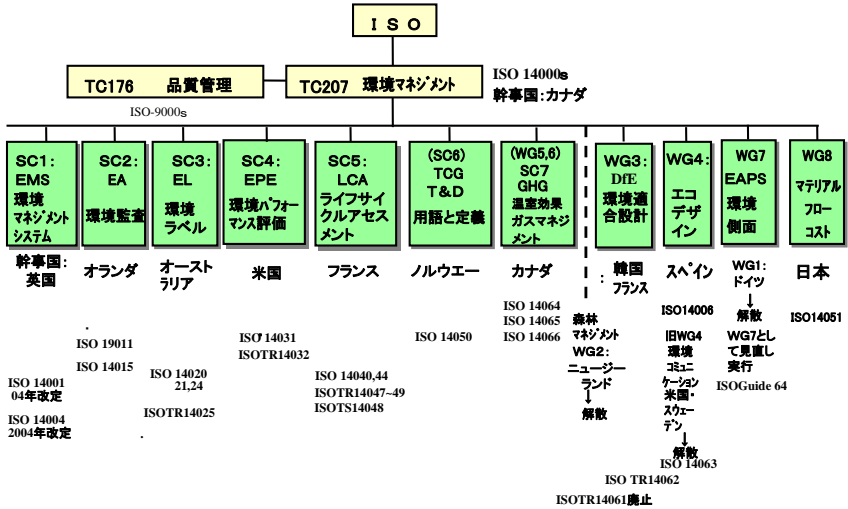 ＩＳＯ
TC176　品質管理
TC207　環境マネジメント
ISO 14000s
幹事国：カナダ
ISO-9000s
SC1：
EMS
環境
マネジメント
システム
幹事国：
英国
ISO 14001
04年改定
ISO 14004
2004年改定
SC2：
EA
環境監査
オランダ
ISO 19011
ISO 14015
SC3：
EL
環境
ラベル
オースト
ラリア
ISO 14020
21,24
ISOTR14025
SC4：
EPE
環境パフォー
マンス評価
米国
ISO 14031
ISOTR14032
SC5：
LCA
ライフサイ
クルアセス
メント
フランス
ISO 14040,44
ISOTR14047~49
ISOTS14048
(SC6)
TCG
T&D
用語と定義
ノルウエー
ISO 14050
(WG5,6)
SC7
GHG
温室効果
ガスマネジ
メント
カナダ
ISO 14064
ISO 14065
ISO 14066
森林
マネジメント
WG2：
ニュージー
ランド
↓
解散
WG3：
DfE
環境適
合設計
：韓国
フランス
WG4：
エコ
デザ
イン
スペイン
ISO14006
旧WG4
環境
コミュニ
ケーション
米国・
スウェー
デン
↓
解散
ISO 14063
ISO TR14062
ISOTR14061廃止
WG7
EAPS
環境
側面
WG1：
ドイツ
↓
解散
WG7とし
て見直し
実行
ISOGuide 64
WG8
マテリアル
フロー
コスト
日本
ISO14051